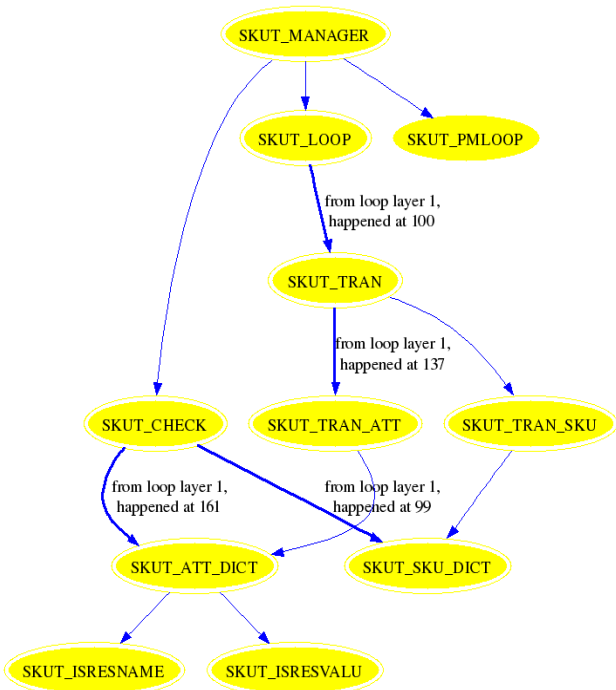 SKUT_MANAGER
SKUT_LOOP
SKUT_PMLOOP
from loop layer 1,
happened at 100
SKUT_TRAN
from loop layer 1,
happened at 137
SKUT_CHECK
SKUT_TRAN_ATT
SKUT_TRAN_SKU
from loop layer 1,
happened at 161
from loop layer 1,
happened at 99
SKUT_ATT_DICT
SKUT_SKU_DICT
SKUT_ISRESNAME
SKUT_ISRESVALU